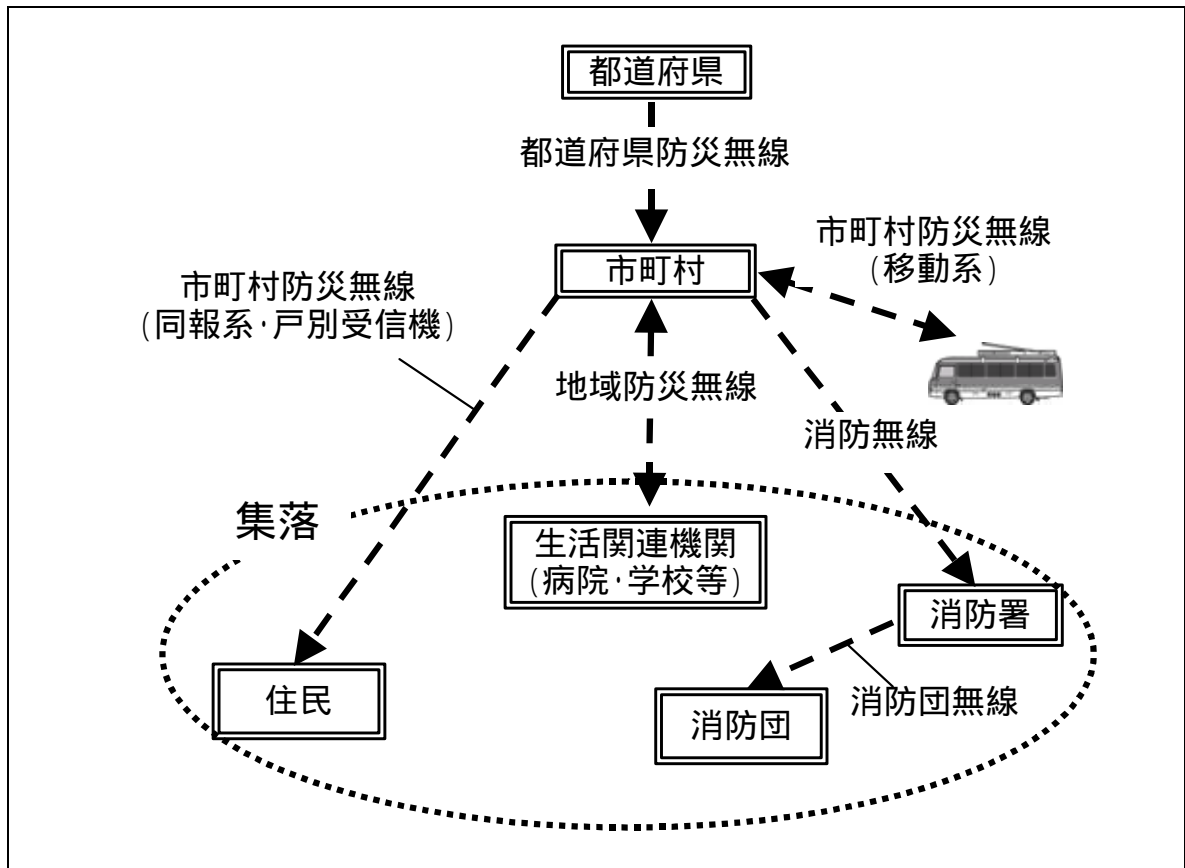 都道府県
都道府県防災無線
市町村防災無線
(移動系)
市町村
市町村防災無線
(同報系・戸別受信機)
地域防災無線
消防無線
集落
生活関連機関
(病院・学校等)
消防署
住民
消防団無線
消防団